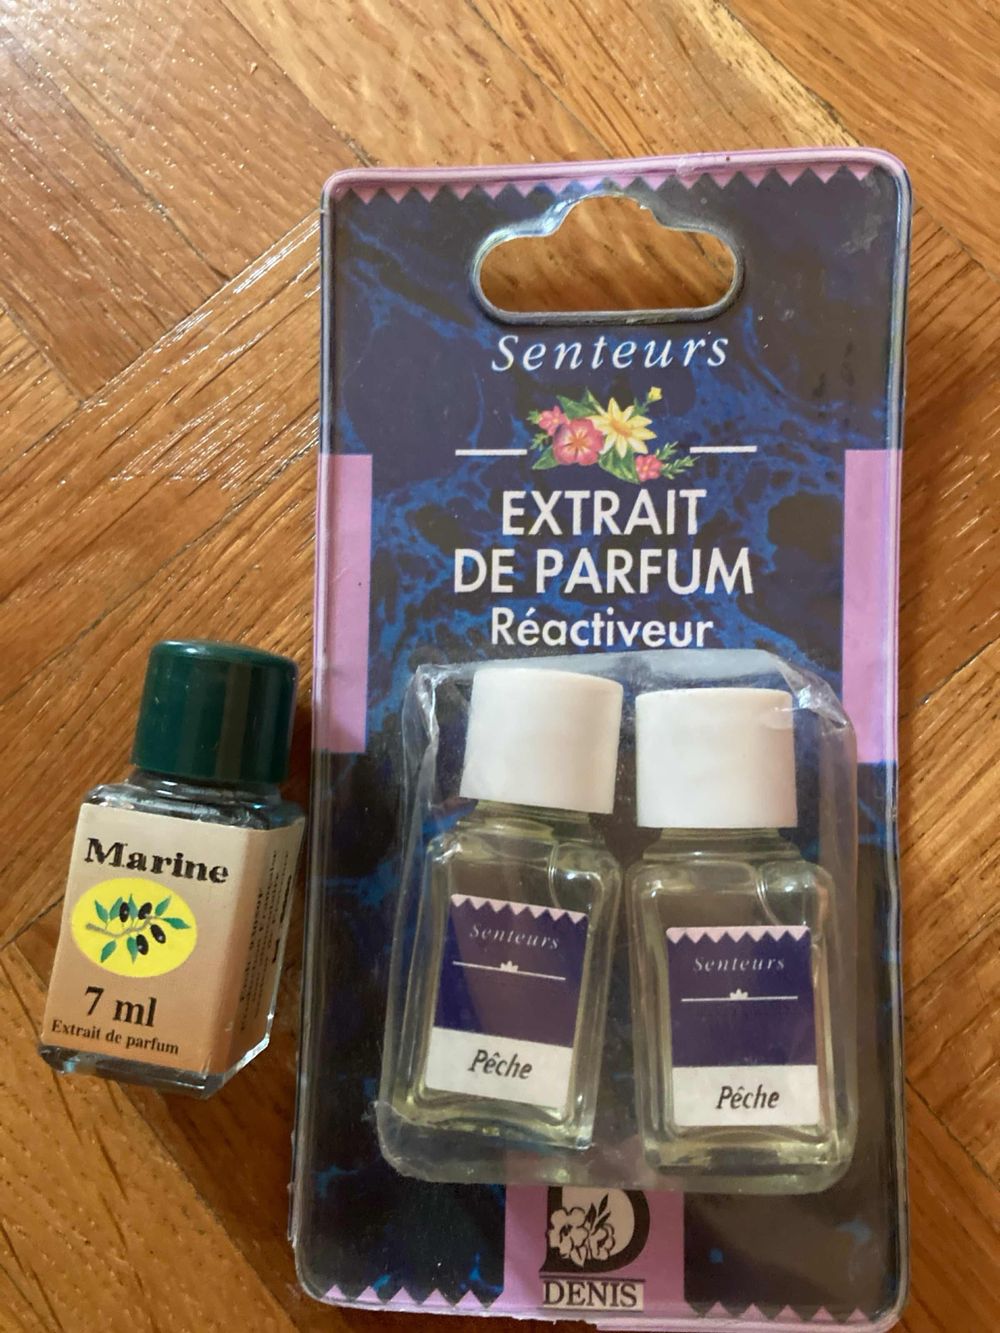 Senteurs
EXTRAIT
DE PARFUM
Réactiveur
Senteurs
Pêche
Senteurs
Pêche
D
DENIS
Marine
7 ml
Extrait de parfum